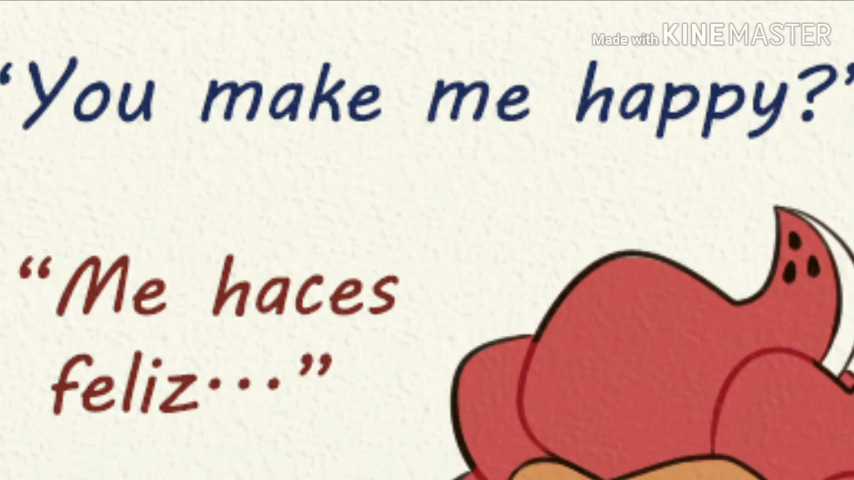 Made with KINEMASTER
“You make me happy?”
“Me haces
feliz···”